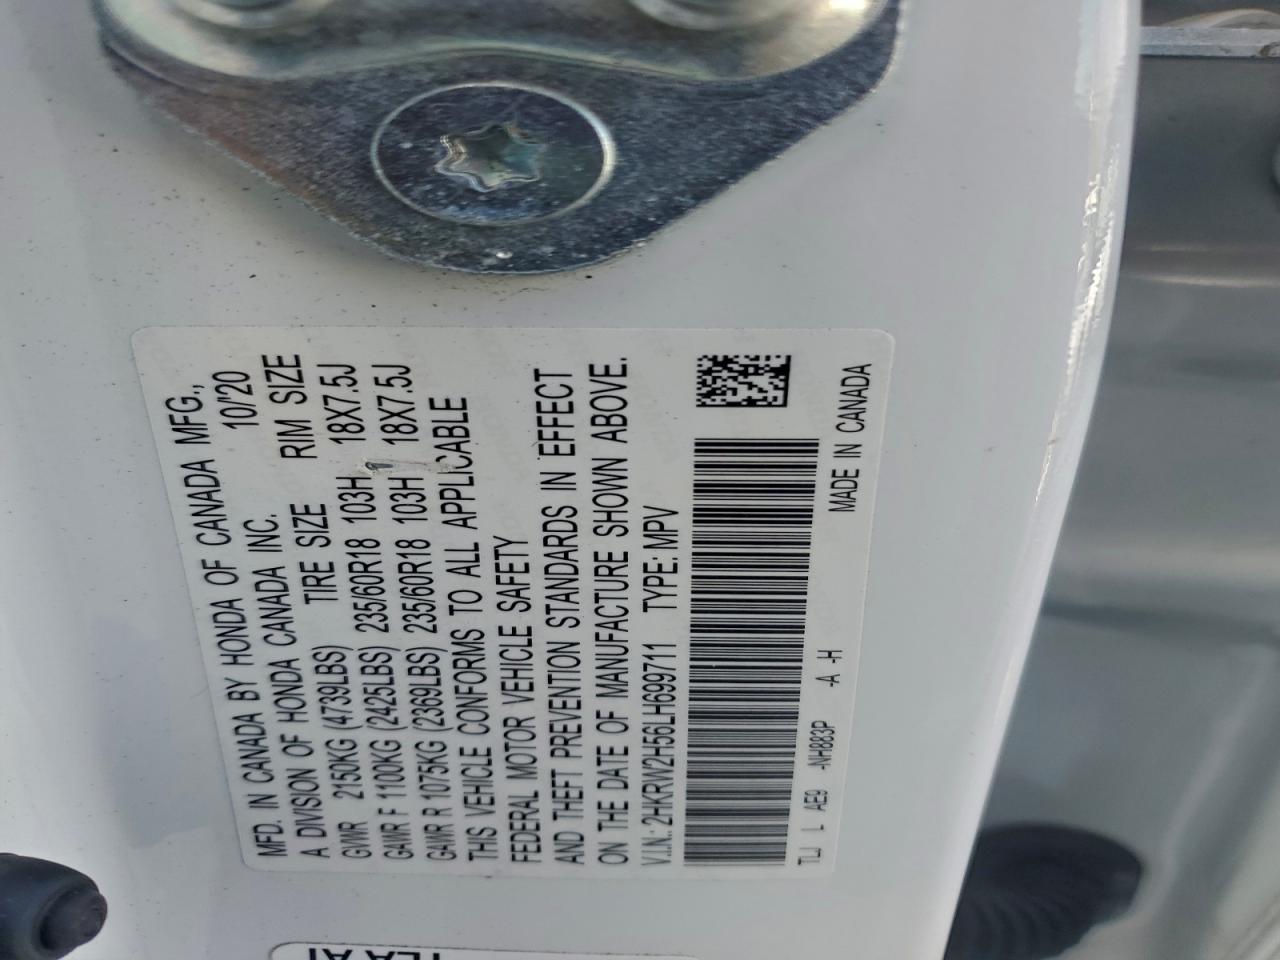 MFD. IN CANADA BY HONDA OF CANADA MFG.,
A DIVISION OF HONDA CANADA INC. 10/'20
TIRE SIZE RIM SIZE
GVWR 2150KG (4739LBS)
GAWR F 1100KG (2425LBS) 235/60R18 103H 18X7.5J
GAWR R 1075KG (2369LBS) 235/60R18 103H 18X7.5J
THIS VEHICLE CONFORMS TO ALL APPLICABLE
FEDERAL MOTOR VEHICLE SAFETY
AND THEFT PREVENTION STANDARDS IN EFFECT
ON THE DATE OF MANUFACTURE SHOWN ABOVE.
V.I.N.: 2HKRW2H56LH699711 TYPE: MPV
TLJ L AE9 -NH883P -A -H
MADE IN CANADA